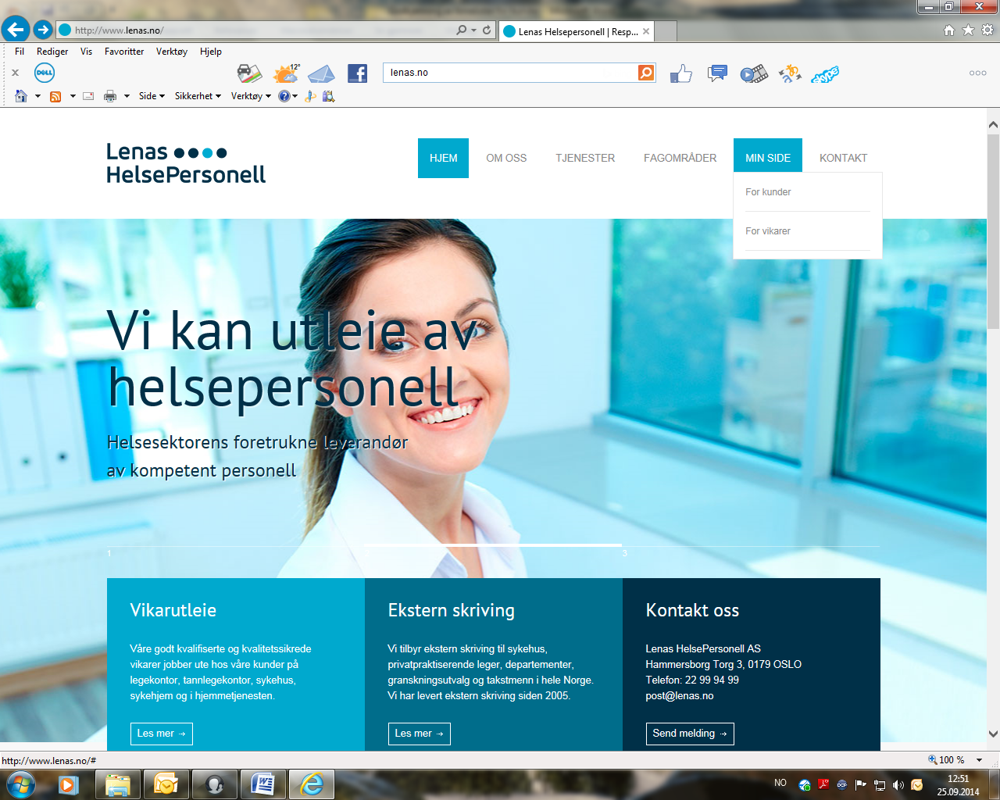 http://www.lenas.no/
Lenas Helsepersonell | Resp...
Fil Rediger Vis Favoritter Verktøy Hjelp
DELL
12°
lenas.no
skype
Side Sikkerhet Verktøy
Lenas
HelsePersonell
HJEM OM OSS TJENESTER FAGOMRÅDER MIN SIDE KONTAKT
For kunder
For vikarer
Vi kan utleie av
helsepersonell
Helsesektorens foretrukne leverandør
av kompetent personell
1 3
Vikarutleie
Våre godt kvalifiserte og kvalitetssikrede
vikarer jobber ute hos våre kunder på
legekontor, tannlegekontor, sykehus,
sykehjem og i hjemmetjenesten.
Les mer
Ekstern skriving
Vi tilbyr ekstern skriving til sykehus,
privatpraktiserende leger, departementer,
granskningsutvalg og takstmenn i hele Norge.
Vi har levert ekstern skriving siden 2005.
Les mer
Kontakt oss
Lenas HelsePersonell AS
Hammersborg Torg 3, 0179 OSLO
Telefon: 22 99 94 99
post@lenas.no
Send melding
http://www.lenas.no/#
100 %
NO
12:51
25.09.2014